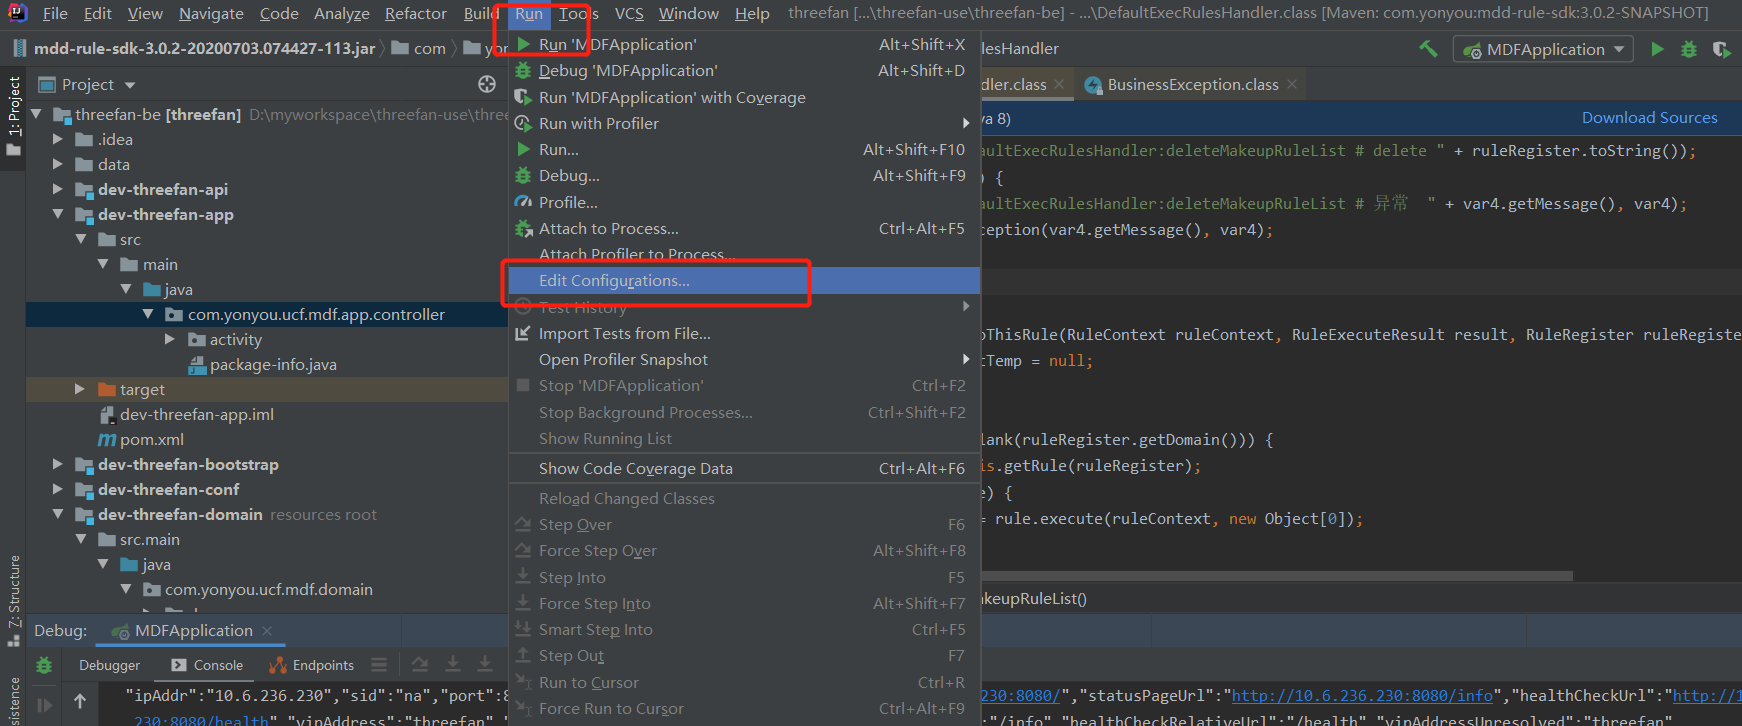 File Edit View Navigate Code Analyze Refactor Build Run Tools VCS Window Help threefan [...\threefan-use\threefan-be] - ...\DefaultExecRulesHandler.class [Maven: com.yonyou:mdd-rule-sdk:3.0.2-SNAPSHOT]
mdd-rule-sdk-3.0.2-20200703.074427-113.jar com yon lesHandler MDFApplication
1: Project
Project
dler.class BusinessException.class
threefan-be [threefan] D:\myworkspace\threefan-use\three
.idea
data
dev-threefan-api
dev-threefan-app
src
main
java
com.yonyou.ucf.mdf.app.controller
activity
package-info.java
target
dev-threefan-app.iml
pom.xml
dev-threefan-bootstrap
dev-threefan-conf
dev-threefan-domain resources root
src.main
java
com.yonyou.ucf.mdf.domain
Run 'MDFApplication' Alt+Shift+X
Debug 'MDFApplication' Alt+Shift+D
Run 'MDFApplication' with Coverage
Run with Profiler
Run... Alt+Shift+F10
Debug... Alt+Shift+F9
Profile...
Attach to Process... Ctrl+Alt+F5
Attach Profiler to Process...
Edit Configurations...
Test History
Import Tests from File...
Open Profiler Snapshot
Stop 'MDFApplication' Ctrl+F2
Stop Background Processes... Ctrl+Shift+F2
Show Running List
Show Code Coverage Data Ctrl+Alt+F6
Reload Changed Classes
Step Over F6
Force Step Over Alt+Shift+F8
Step Into F5
Force Step Into Alt+Shift+F7
Smart Step Into Ctrl+F5
Step Out F7
Run to Cursor Ctrl+R
Force Run to Cursor Ctrl+Alt+F9
va 8) Download Sources
aultExecRulesHandler:deleteMakeupRuleList # delete " + ruleRegister.toString());
) {
aultExecRulesHandler:deleteMakeupRuleList # 异常 " + var4.getMessage(), var4);
ception(var4.getMessage(), var4);
oThisRule(RuleContext ruleContext, RuleExecuteResult result, RuleRegister ruleRegiste
tTemp = null;
lank(ruleRegister.getDomain())) {
is.getRule(ruleRegister);
e) {
= rule.execute(ruleContext, new Object[0]);
akeupRuleList()
Z: Structure
sistence
Debug: MDFApplication
Debugger Console Endpoints
"ipAddr":"10.6.236.230","sid":"na","port":8 230:8080/","statusPageUrl":"http://10.6.236.230:8080/info","healthCheckUrl":"http://1
230:8080/health","vipAddress":"threefan" :"/info","healthCheckRelativeUrl":"/health","vipAddressUnresolved":"threefan"